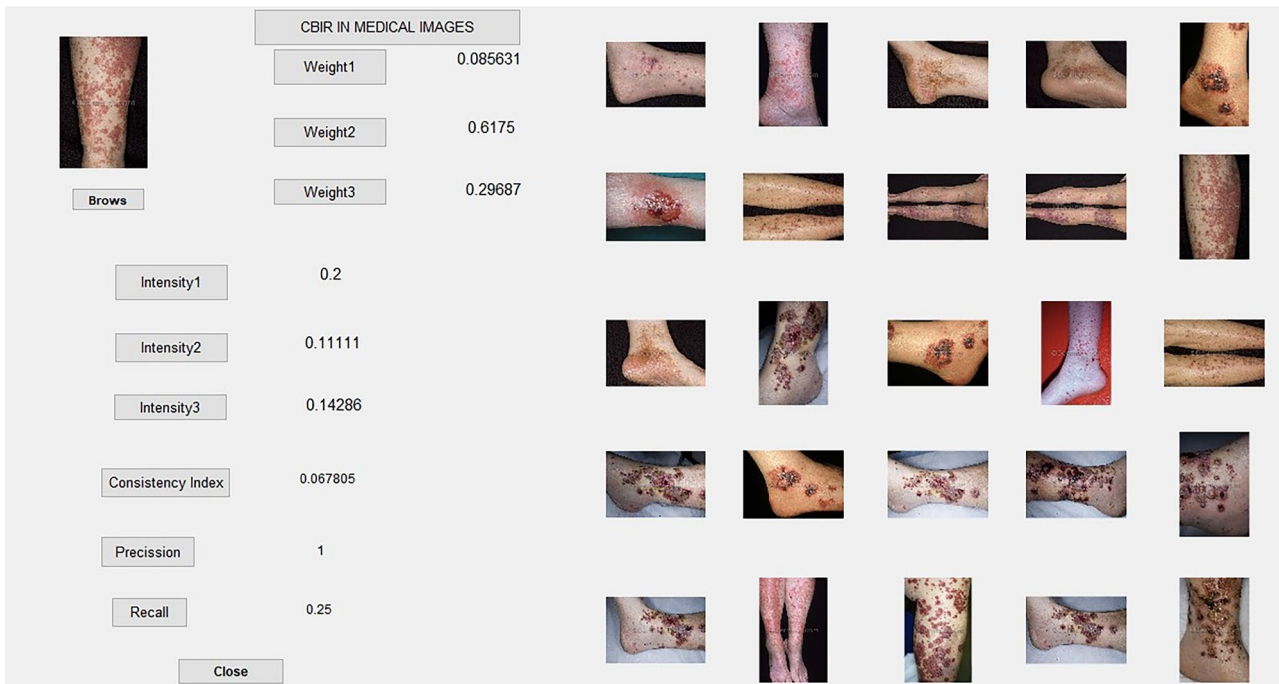 CBIR IN MEDICAL IMAGES
Weight1 0.085631
Weight2 0.6175
Brows
Weight3 0.29687
Intensity1 0.2
Intensity2 0.11111
Intensity3 0.14286
Consistency Index 0.067805
Precission 1
Recall 0.25
Close